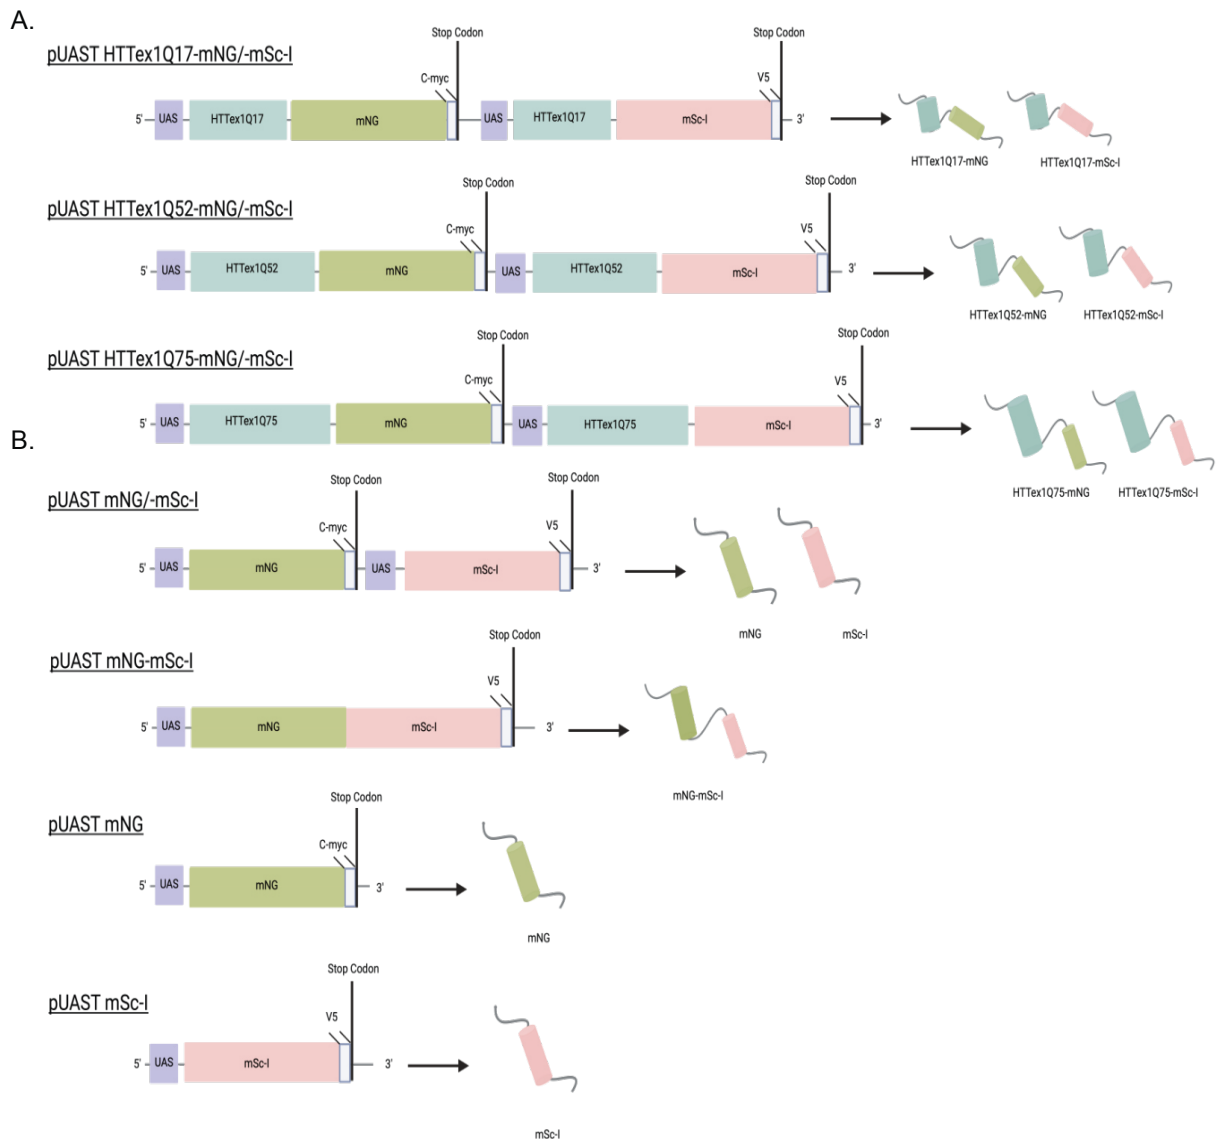 A.
pUAST HTTex1Q17-mNG/-mSc-I
Stop Codon
Stop Codon
C-myc
V5
5' UAS HTTex1Q17 mNG UAS HTTex1Q17 mSc-I 3'
HTTex1Q17-mNG
HTTex1Q17-mSc-I
pUAST HTTex1Q52-mNG/-mSc-I
Stop Codon
Stop Codon
C-myc
V5
5' UAS HTTex1Q52 mNG UAS HTTex1Q52 mSc-I 3'
HTTex1Q52-mNG
HTTex1Q52-mSc-I
pUAST HTTex1Q75-mNG/-mSc-I
Stop Codon
Stop Codon
C-myc
V5
5' UAS HTTex1Q75 mNG UAS HTTex1Q75 mSc-I 3'
HTTex1Q75-mNG
HTTex1Q75-mSc-I
B.
pUAST mNG/-mSc-I
Stop Codon
Stop Codon
C-myc
V5
5' UAS mNG UAS mSc-I 3'
mNG
mSc-I
pUAST mNG-mSc-I
Stop Codon
V5
5' UAS mNG mSc-I 3'
mNG-mSc-I
pUAST mNG
Stop Codon
C-myc
5' UAS mNG 3'
mNG
pUAST mSc-I
Stop Codon
V5
5' UAS mSc-I 3'
mSc-I